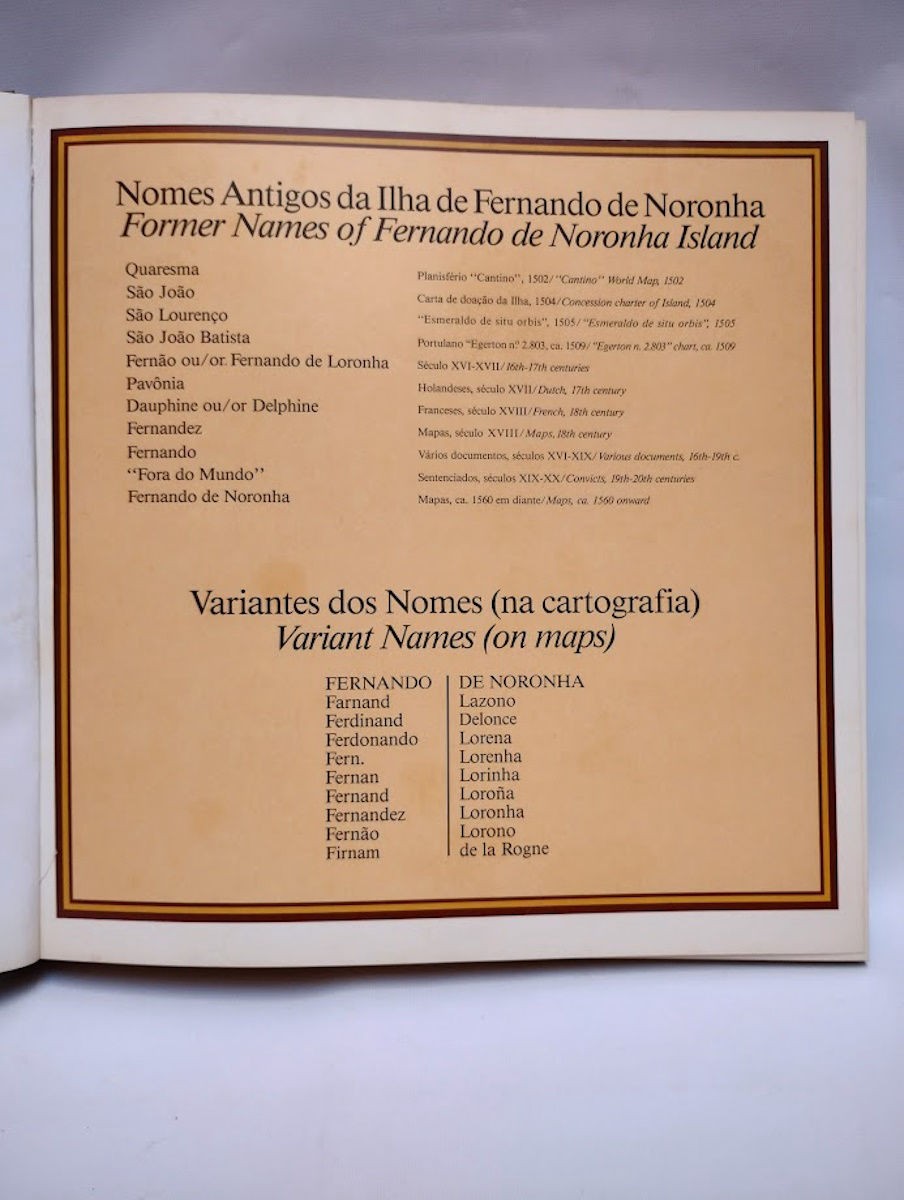 Nomes Antigos da Ilha de Fernando de Noronha
Former Names of Fernando de Noronha Island
Quaresma Planisfério "Cantino", 1502/"Cantino" World Map, 1502
São João Carta de doação da Ilha, 1504/Concession charter of Island, 1504
São Lourenço "Esmeraldo de situ orbis", 1505/"Esmeraldo de situ orbis", 1505
São João Batista Portulano "Egerton nº 2.803, ca. 1509/"Egerton n. 2.803" chart, ca. 1509
Fernão ou/or Fernando de Loronha Século XVI-XVII/16th-17th centuries
Pavônia Holandeses, século XVII/Dutch, 17th century
Dauphine ou/or Delphine Franceses, século XVIII/French, 18th century
Fernandez Mapas, século XVIII/Maps, 18th century
Fernando Vários documentos, séculos XVI-XIX/Various documents, 16th-19th c.
"Fora do Mundo" Sentenciados, séculos XIX-XX/Convicts, 19th-20th centuries
Fernando de Noronha Mapas, ca. 1560 em diante/Maps, ca. 1560 onward
Variantes dos Nomes (na cartografia)
Variant Names (on maps)
FERNANDO DE NORONHA
Farnand Lazono
Ferdinand Delonce
Ferdonando Lorena
Fern. Lorenha
Fernan Lorinha
Fernand Loroña
Fernandez Loronha
Fernão Lorono
Firnam de la Rogne